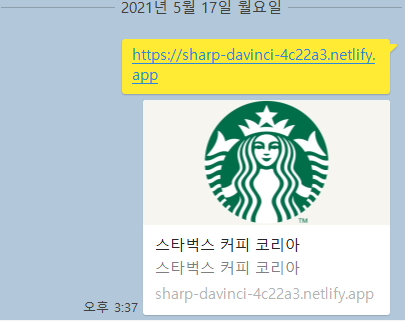 2021년 5월 17일 월요일
https://sharp-davinci-4c22a3.netlify.
app
TM
스타벅스 커피 코리아
스타벅스 커피 코리아
sharp-davinci-4c22a3.netlify.app
오후 3:37